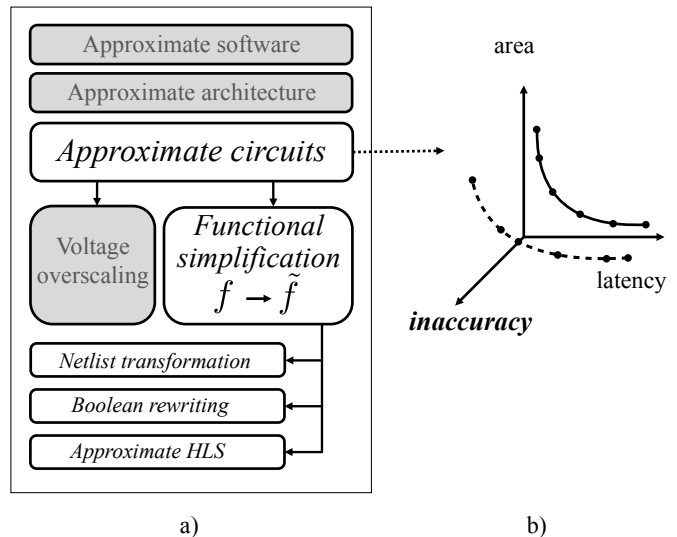 Approximate software
Approximate architecture
Approximate circuits
Voltage
overscaling
Functional
simplification
f → f̃
Netlist transformation
Boolean rewriting
Approximate HLS
a)
area
latency
inaccuracy
b)